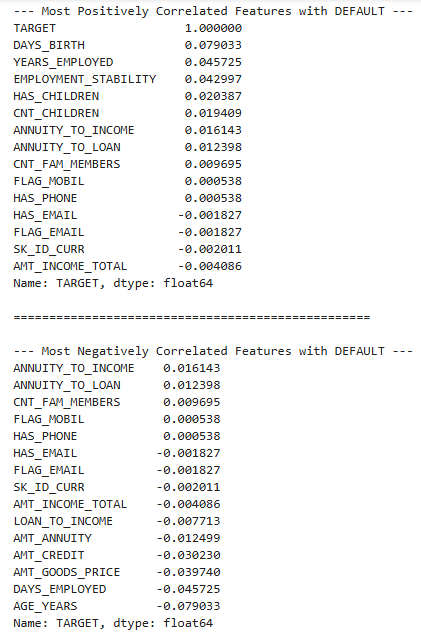 --- Most Positively Correlated Features with DEFAULT ---
TARGET                  1.000000
DAYS_BIRTH              0.079033
YEARS_EMPLOYED          0.045725
EMPLOYMENT_STABILITY    0.042997
HAS_CHILDREN            0.020387
CNT_CHILDREN            0.019409
ANNUITY_TO_INCOME       0.016143
ANNUITY_TO_LOAN         0.012398
CNT_FAM_MEMBERS         0.009695
FLAG_MOBIL              0.000538
HAS_PHONE               0.000538
HAS_EMAIL              -0.001827
FLAG_EMAIL             -0.001827
SK_ID_CURR             -0.002011
AMT_INCOME_TOTAL       -0.004086
Name: TARGET, dtype: float64
==================================================
--- Most Negatively Correlated Features with DEFAULT ---
ANNUITY_TO_INCOME    0.016143
ANNUITY_TO_LOAN      0.012398
CNT_FAM_MEMBERS      0.009695
FLAG_MOBIL           0.000538
HAS_PHONE            0.000538
HAS_EMAIL           -0.001827
FLAG_EMAIL          -0.001827
SK_ID_CURR          -0.002011
AMT_INCOME_TOTAL    -0.004086
LOAN_TO_INCOME      -0.007713
AMT_ANNUITY         -0.012499
AMT_CREDIT          -0.030230
AMT_GOODS_PRICE     -0.039740
DAYS_EMPLOYED       -0.045725
AGE_YEARS           -0.079033
Name: TARGET, dtype: float64